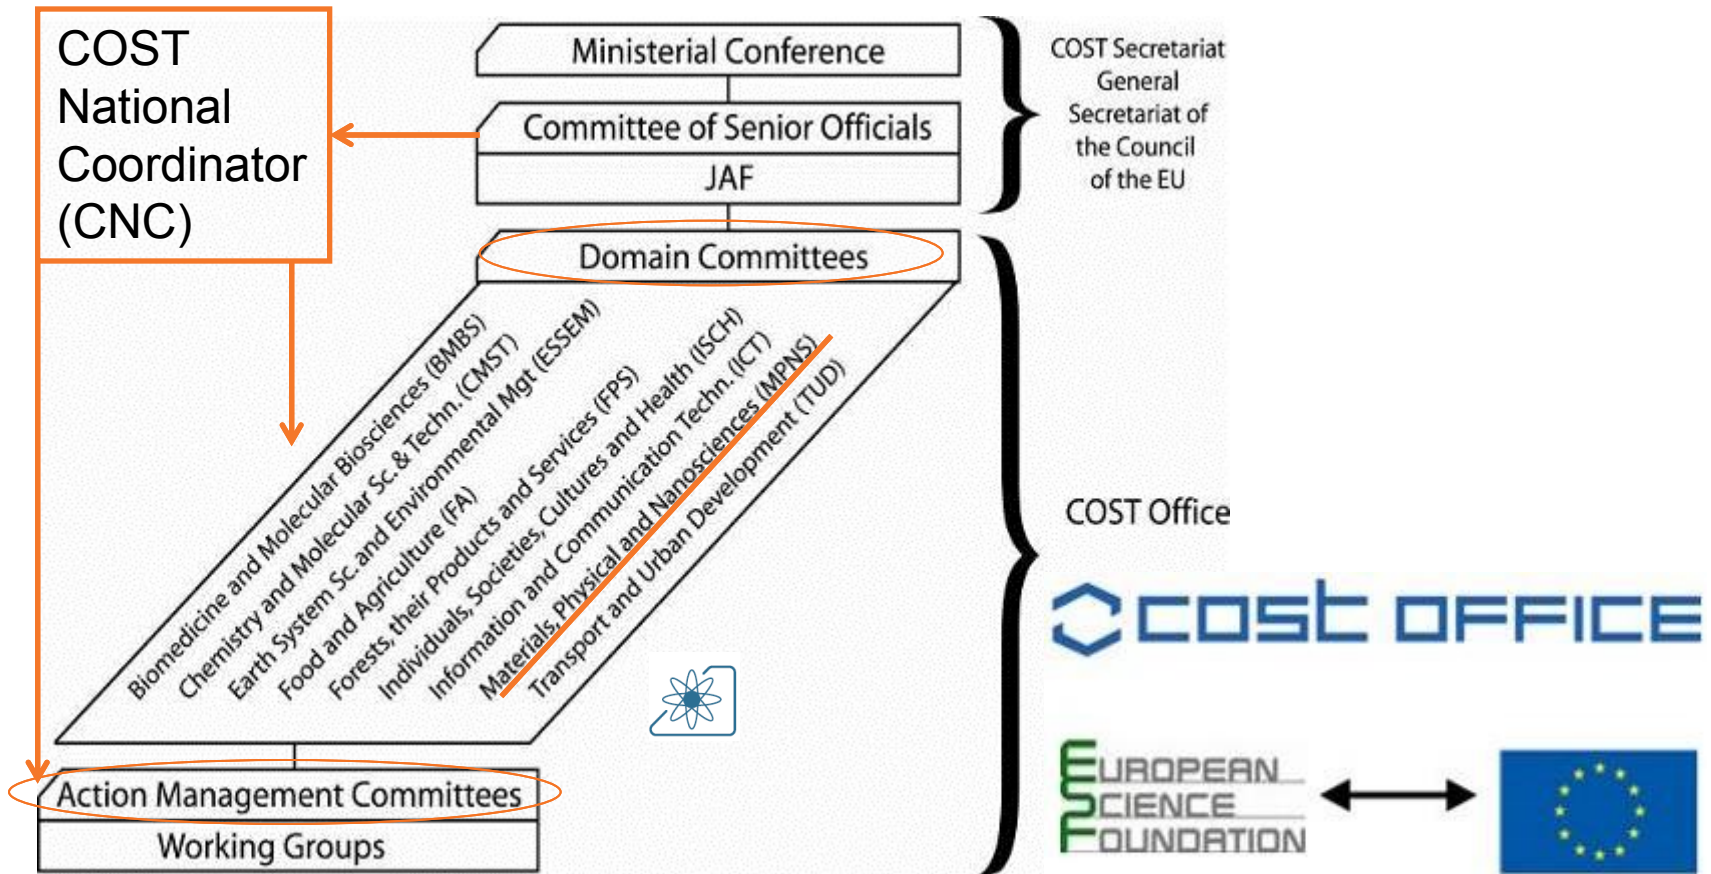 COST
National
Coordinator
(CNC)
Ministerial Conference
Committee of Senior Officials
JAF
COST Secretariat
General
Secretariat of
the Council
of the EU
Domain Committees
Biomedicine and Molecular Biosciences (BMBS)
Chemistry and Molecular Sc. & Techn. (CMST)
Earth System Sc. and Environmental Mgt (ESSEM)
Food and Agriculture (FA)
Forests, their Products and Services (FPS)
Individuals, Societies, Cultures and Health (ISCH)
Information and Communication Techn. (ICT)
Materials, Physical and Nanosciences (MPNS)
Transport and Urban Development (TUD)
Action Management Committees
Working Groups
COST Office
COST OFFICE
EUROPEAN
SCIENCE
FOUNDATION